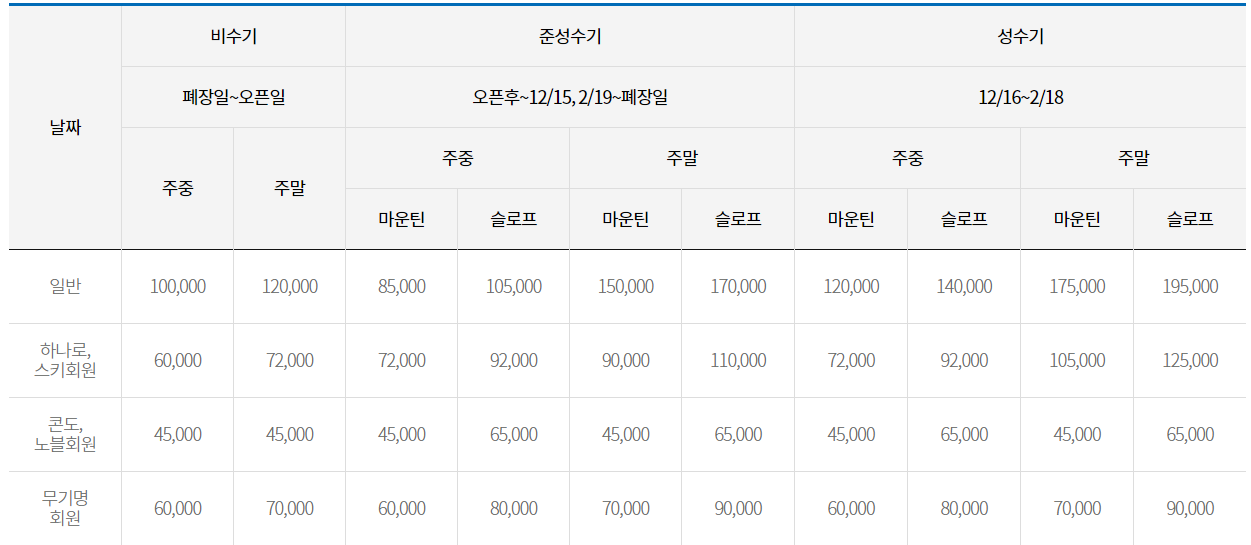 날짜 비수기 준성수기 성수기
폐장일~오픈일 오픈후~12/15, 2/19~폐장일 12/16~2/18
주중 주말 주중 주말 주중 주말
마운틴 슬로프 마운틴 슬로프 마운틴 슬로프 마운틴 슬로프
일반 100,000 120,000 85,000 105,000 150,000 170,000 120,000 140,000 175,000 195,000
하나로,
스키회원 60,000 72,000 72,000 92,000 90,000 110,000 72,000 92,000 105,000 125,000
콘도,
노블회원 45,000 45,000 45,000 65,000 45,000 65,000 45,000 65,000 45,000 65,000
무기명
회원 60,000 70,000 60,000 80,000 70,000 90,000 60,000 80,000 70,000 90,000